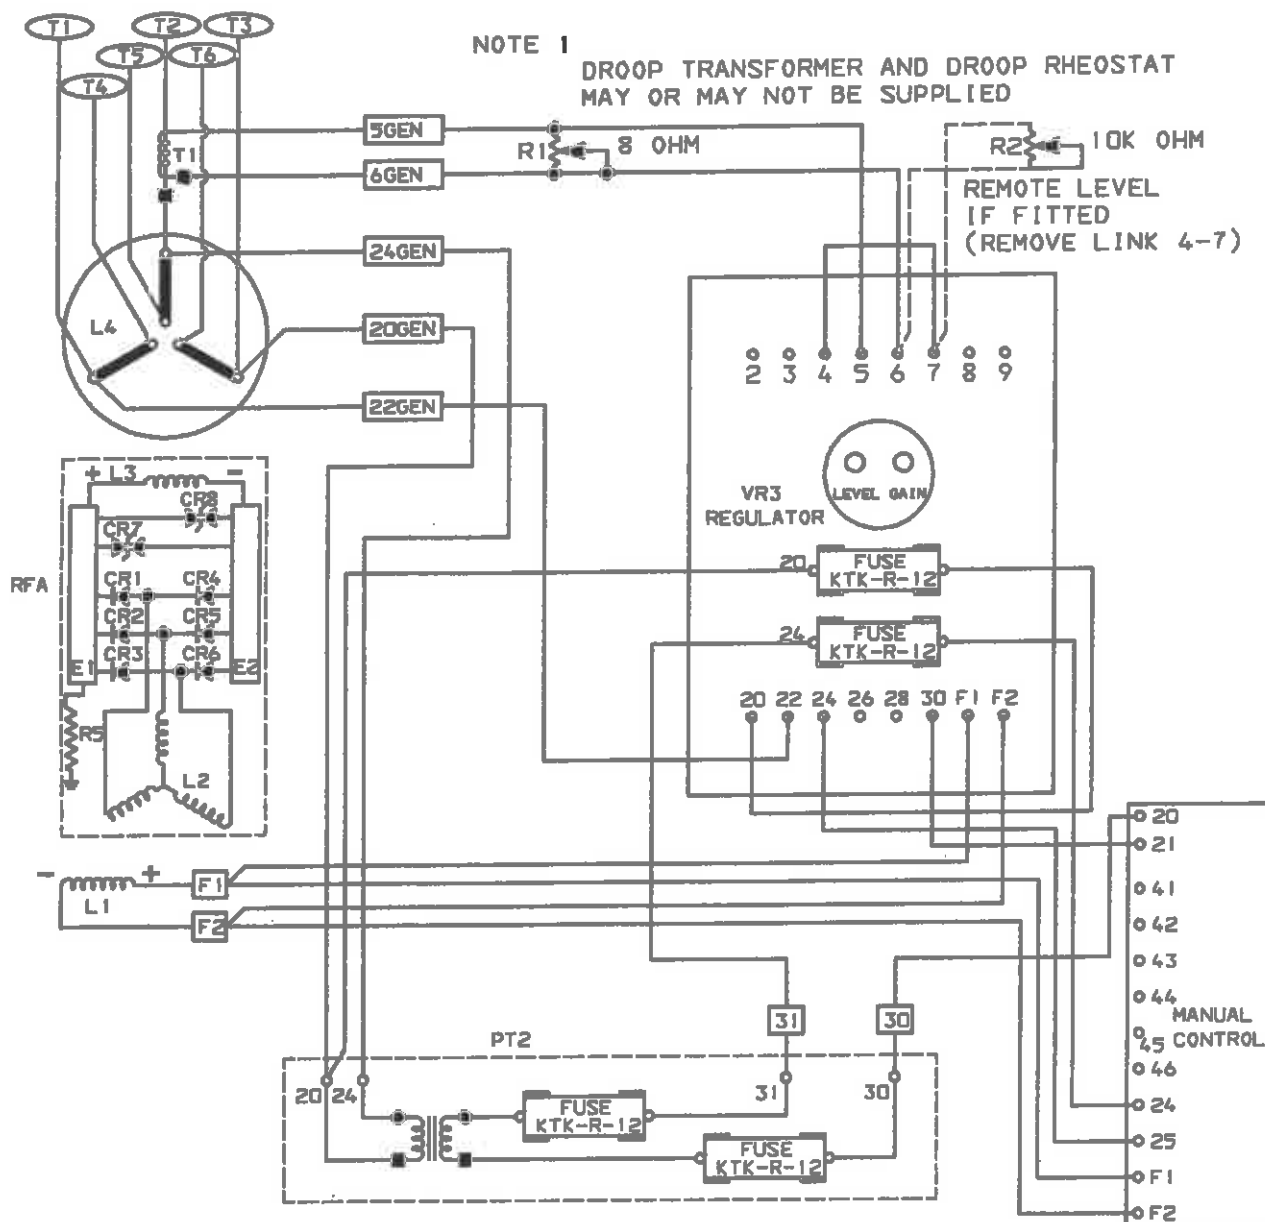 T1
T2
T3
T5
T6
T4
NOTE 1
DROOP TRANSFORMER AND DROOP RHEOSTAT
MAY OR MAY NOT BE SUPPLIED
5GEN
T1
R1
8 OHM
R2
10K OHM
6GEN
REMOTE LEVEL
IF FITTED
(REMOVE LINK 4-7)
24GEN
L4
20GEN
2 3 4 5 6 7 8 9
22GEN
+ L3 -
CR8
CR7
VR3
REGULATOR
LEVEL GAIN
RFA
CR1 CR4
CR2 CR5
CR3 CR6
E1 E2
20
FUSE
KTK-R-12
24
FUSE
KTK-R-12
20 22 24 26 28 30 F1 F2
R5
L2
- +
L1
F1
F2
20
21
41
42
43
44
45
46
24
25
F1
F2
MANUAL
CONTROL
31
30
PT2
20 24
31
30
FUSE
KTK-R-12
FUSE
KTK-R-12